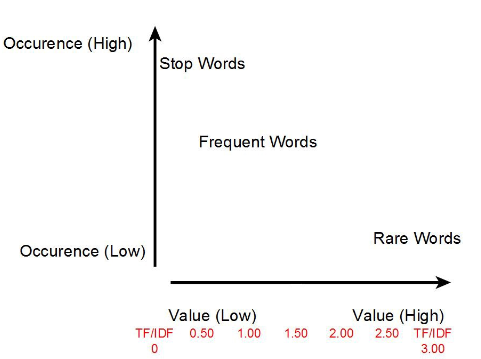 Occurence (High)
Stop Words
Frequent Words
Rare Words
Occurence (Low)
Value (Low) Value (High)
TF/IDF 0.50 1.00 1.50 2.00 2.50 TF/IDF
0 3.00